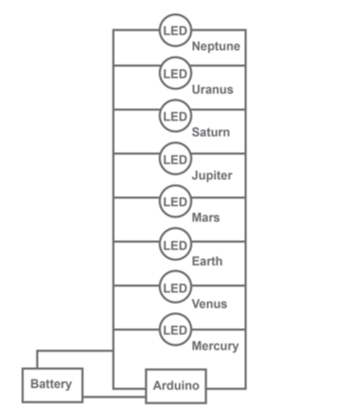 LED
Neptune
LED
Uranus
LED
Saturn
LED
Jupiter
LED
Mars
LED
Earth
LED
Venus
LED
Mercury
Battery
Arduino